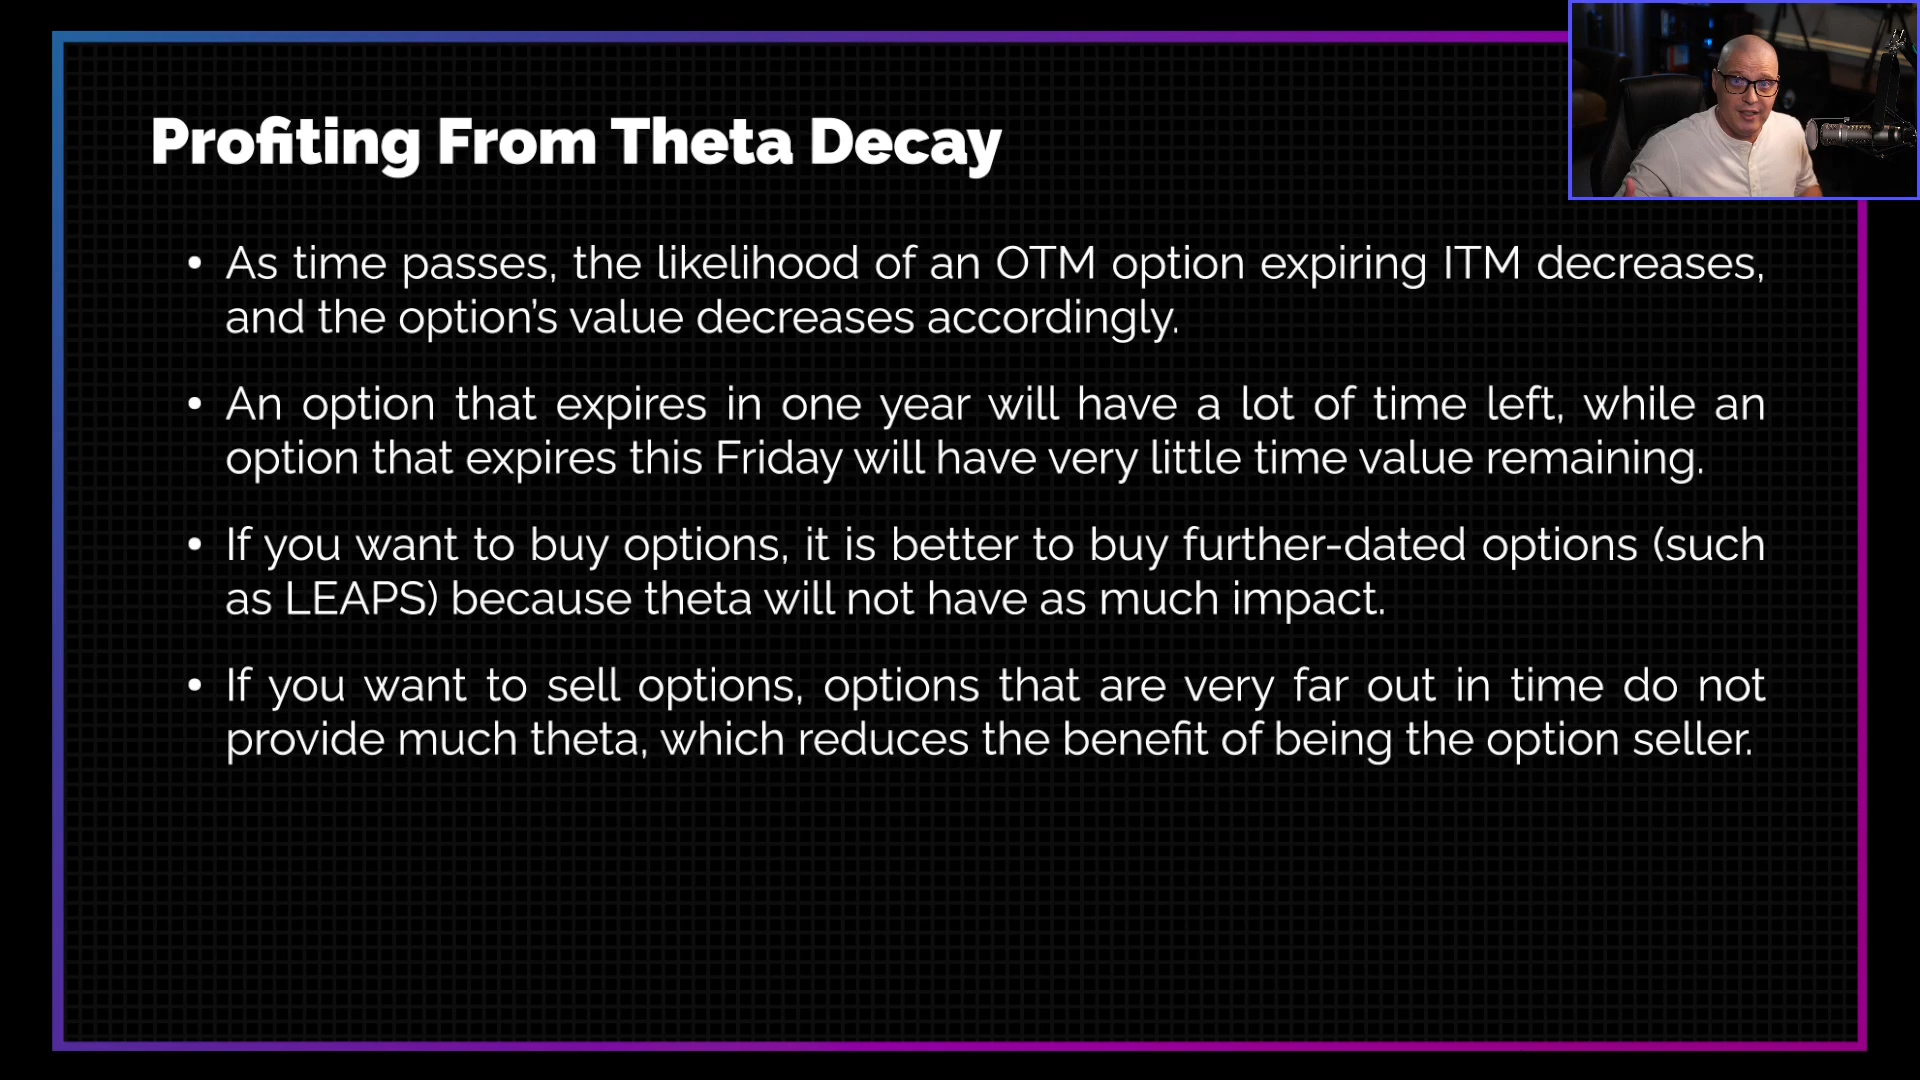 Profiting From Theta Decay
• As time passes, the likelihood of an OTM option expiring ITM decreases,
and the option’s value decreases accordingly.
• An option that expires in one year will have a lot of time left, while an
option that expires this Friday will have very little time value remaining.
• If you want to buy options, it is better to buy further-dated options (such
as LEAPS) because theta will not have as much impact.
• If you want to sell options, options that are very far out in time do not
provide much theta, which reduces the benefit of being the option seller.